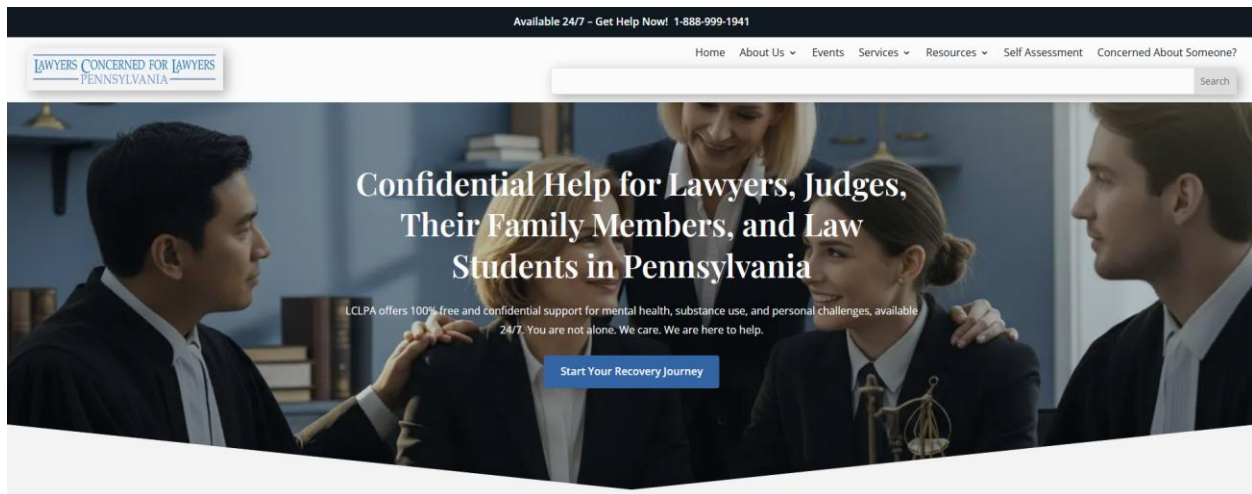 Available 24/7 – Get Help Now! 1-888-999-1941
LAWYERS CONCERNED FOR LAWYERS
PENNSYLVANIA
Home About Us Events Services Resources Self Assessment Concerned About Someone?
Search
Confidential Help for Lawyers, Judges,
Their Family Members, and Law
Students in Pennsylvania
LCLPA offers 100% free and confidential support for mental health, substance use, and personal challenges, available
24/7. You are not alone. We care. We are here to help.
Start Your Recovery Journey